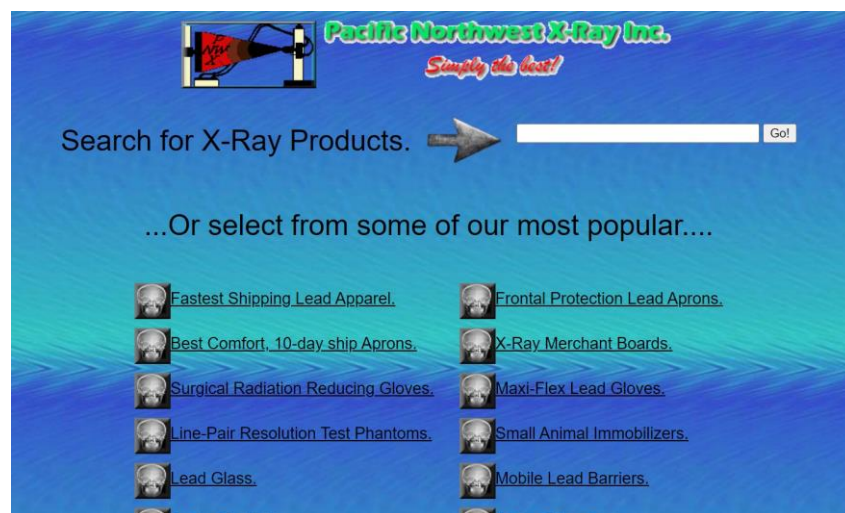 Pacific Northwest X-Ray Inc.
Simply the best!
Search for X-Ray Products.
Go!
...Or select from some of our most popular....
Fastest Shipping Lead Apparel.
Frontal Protection Lead Aprons.
Best Comfort, 10-day ship Aprons.
X-Ray Merchant Boards.
Surgical Radiation Reducing Gloves.
Maxi-Flex Lead Gloves.
Line-Pair Resolution Test Phantoms.
Small Animal Immobilizers.
Lead Glass.
Mobile Lead Barriers.